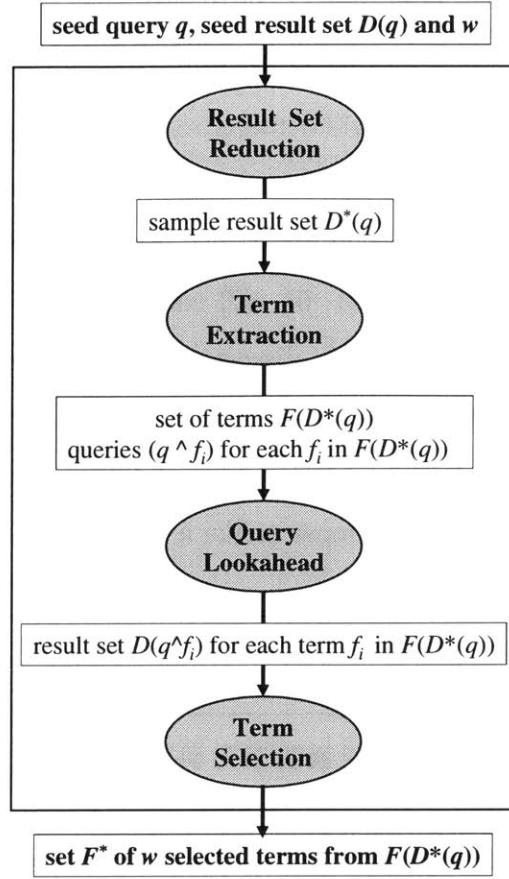 seed query q, seed result set D(q) and w
Result Set
Reduction
sample result set D*(q)
Term
Extraction
set of terms F(D*(q))
queries (q ^ fi) for each fi in F(D*(q))
Query
Lookahead
result set D(q^fi) for each term fi in F(D*(q))
Term
Selection
set F* of w selected terms from F(D*(q))